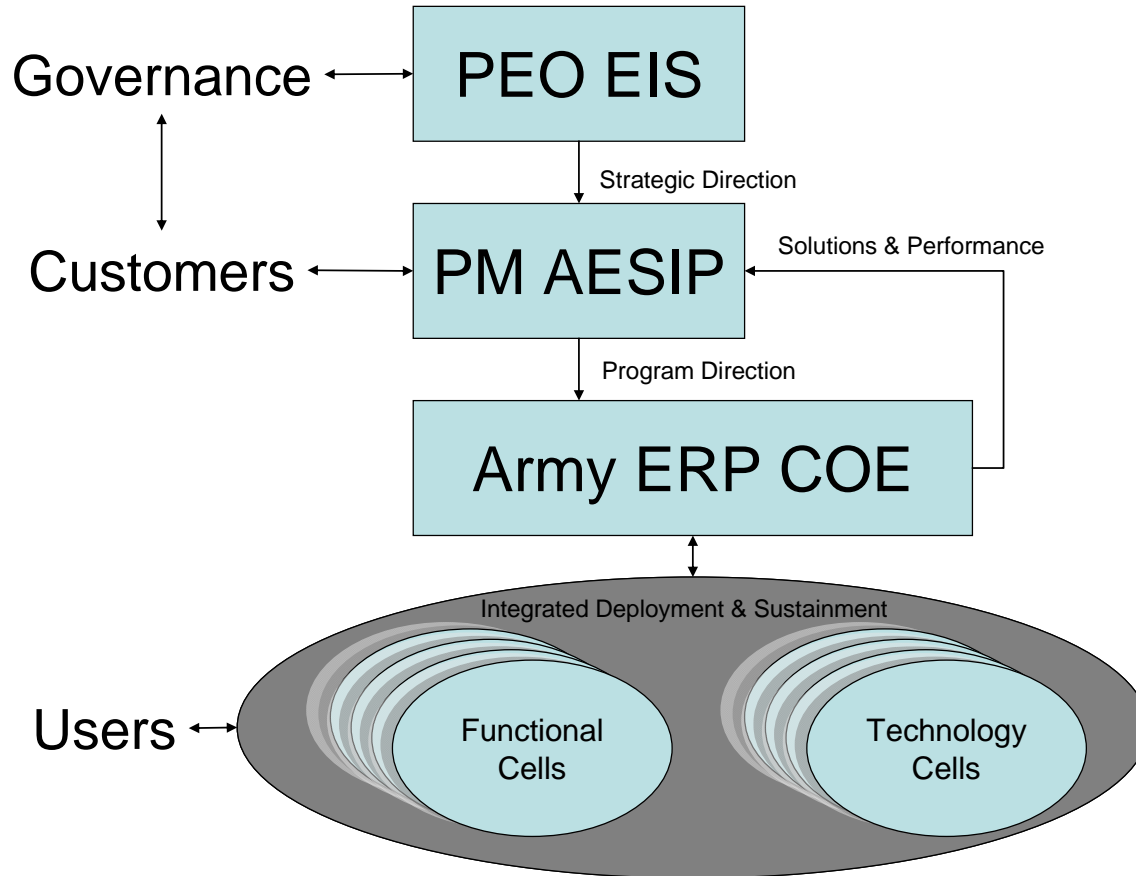 Governance
PEO EIS
Strategic Direction
Customers
PM AESIP
Solutions & Performance
Program Direction
Army ERP COE
Integrated Deployment & Sustainment
Users
Functional
Cells
Technology
Cells